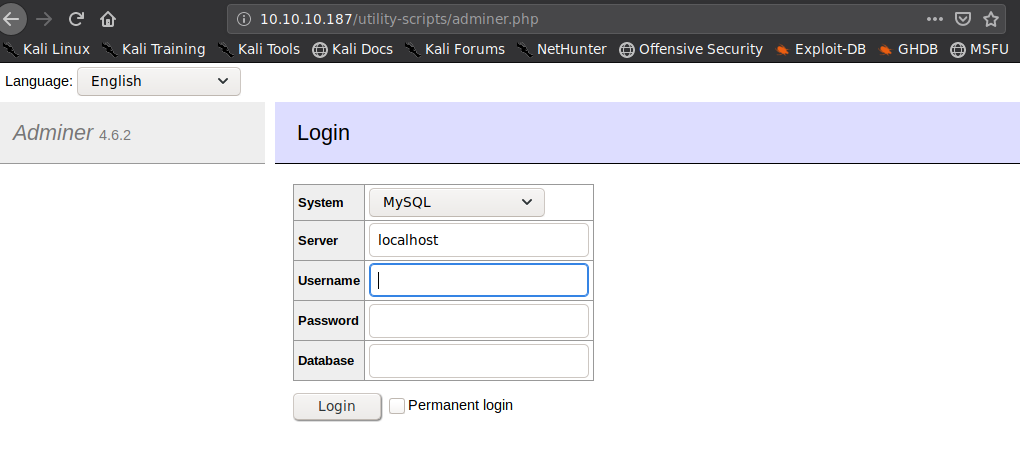 10.10.10.187/utility-scripts/adminer.php
Kali Linux Kali Training Kali Tools Kali Docs Kali Forums NetHunter Offensive Security Exploit-DB GHDB MSFU
Language: English
Adminer 4.6.2
Login
System MySQL
Server localhost
Username
Password
Database
Login Permanent login